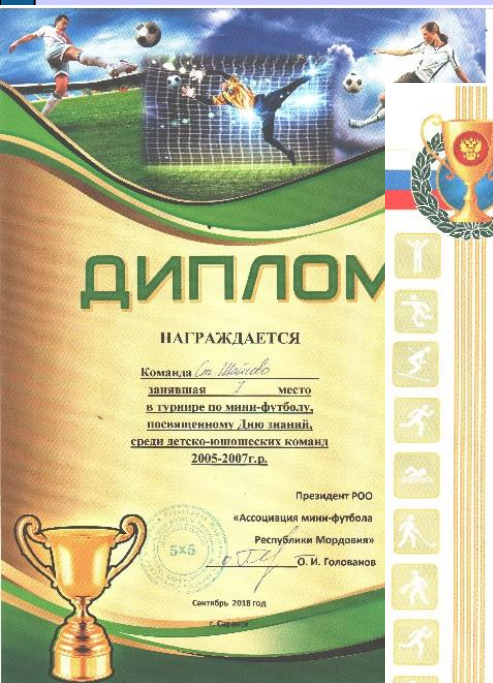 ДИПЛОМ
НАГРАЖДАЕТСЯ
Команда Ст Шайгово
занявшая 1 место
в турнире по мини-футболу,
посвященному Дню знаний,
среди детско-юношеских команд
2005-2007г.р.
Президент РОО
«Ассоциация мини-футбола
Республики Мордовия»
5х5
О. И. Голованов
Сентябрь 2018 год
г. Саранск